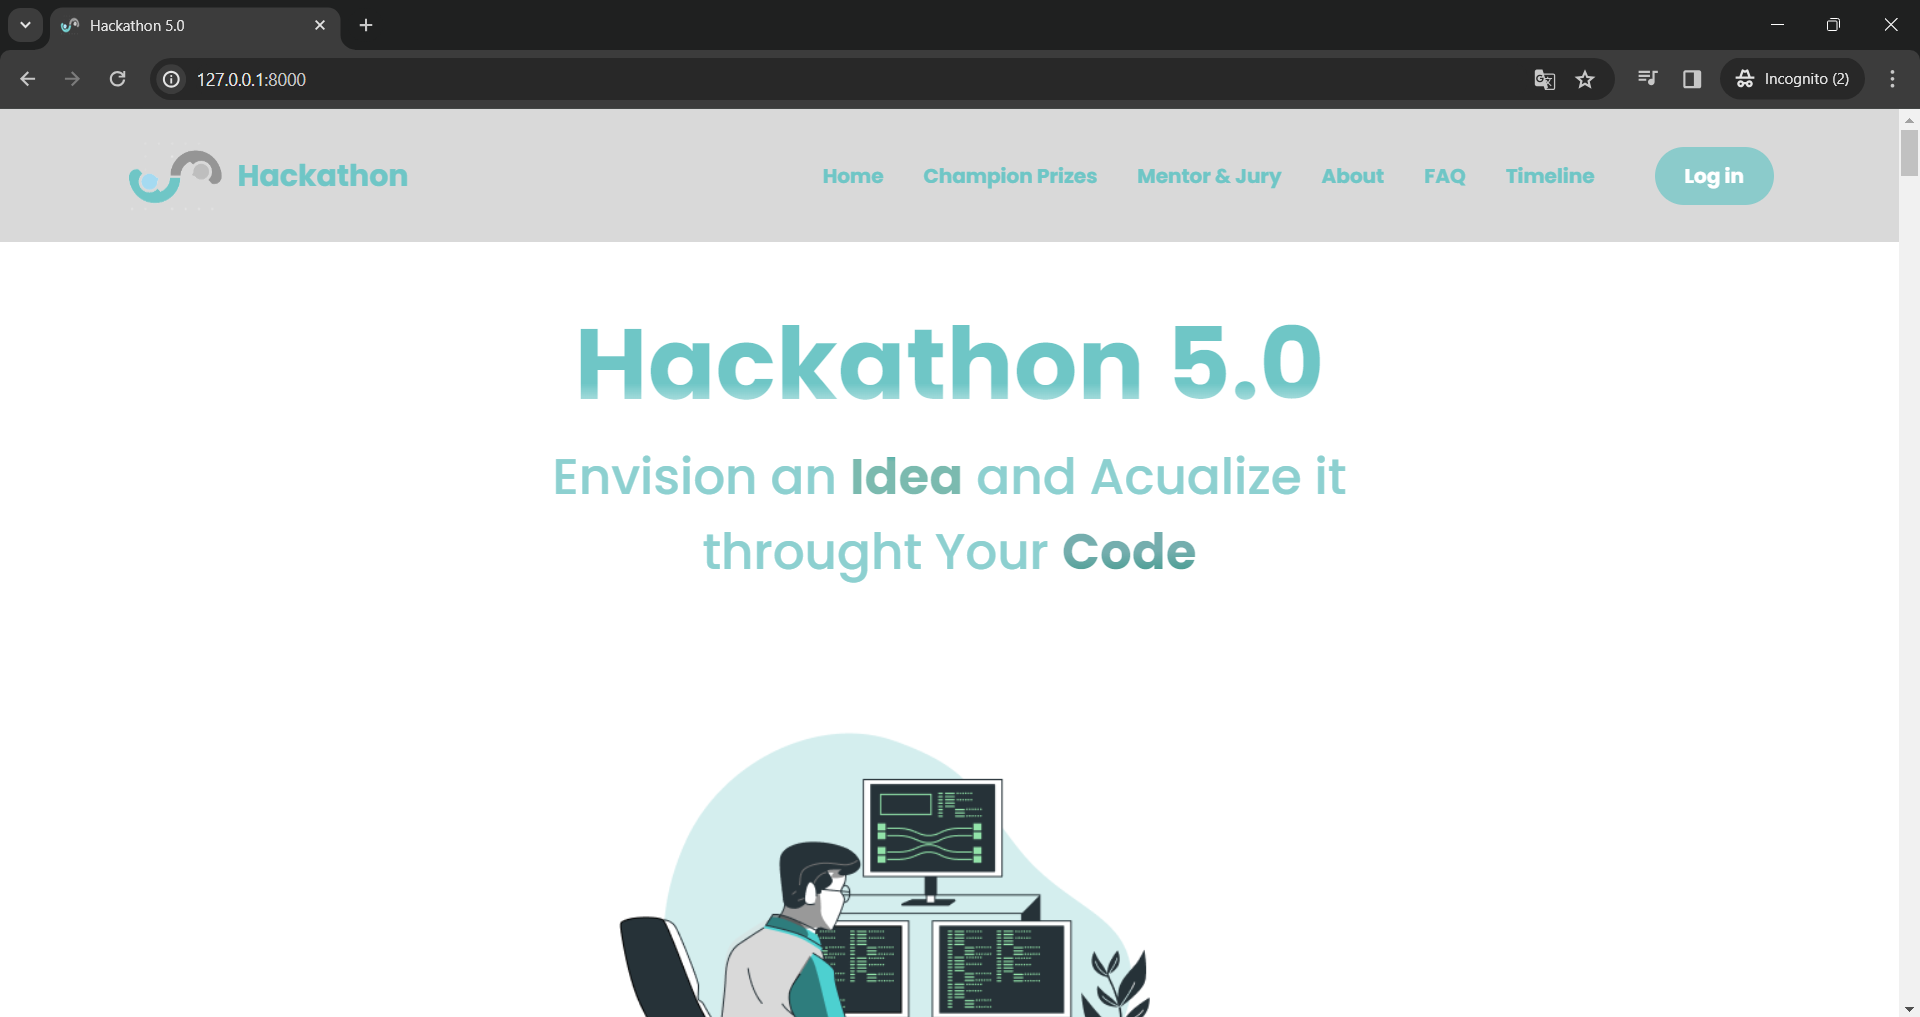 Hackathon 5.0
127.0.0.1:8000
Incognito (2)
Hackathon
Home
Champion Prizes
Mentor & Jury
About
FAQ
Timeline
Log in
Hackathon 5.0
Envision an Idea and Acualize it
throught Your Code